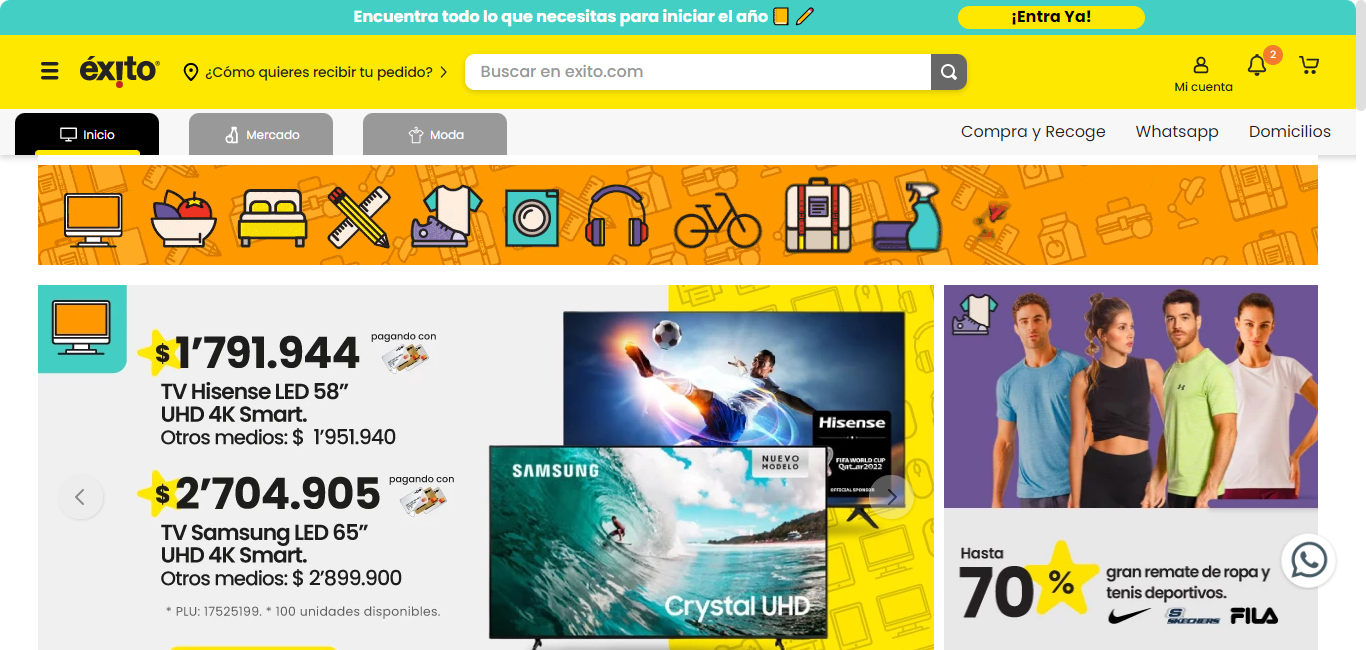 Encuentra todo lo que necesitas para iniciar el año
¡Entra Ya!
éxito
¿Cómo quieres recibir tu pedido?
Buscar en exito.com
Mi cuenta
2
Inicio
Mercado
Moda
Compra y Recoge
Whatsapp
Domicilios
$1’791.944
pagando con
TV Hisense LED 58”
UHD 4K Smart.
Otros medios: $ 1’951.940
$2’704.905
pagando con
TV Samsung LED 65”
UHD 4K Smart.
Otros medios: $ 2’899.900
* PLU: 17525199. * 100 unidades disponibles.
Hisense
FIFA WORLD CUP
Qatar2022
OFFICIAL SPONSOR
SAMSUNG
NUEVO
MODELO
Crystal UHD
Hasta
70%
gran remate de ropa y
tenis deportivos.
SKECHERS
FILA